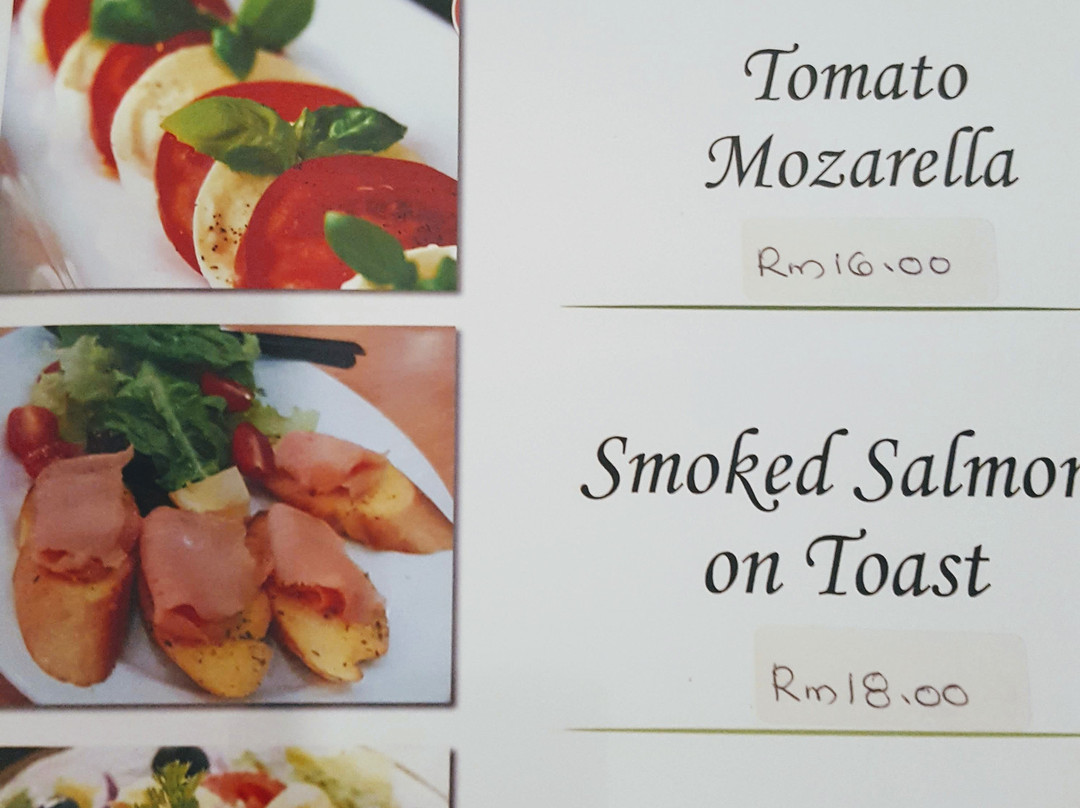 Tomato
Mozarella
Rm16.00
Smoked Salmon
on Toast
Rm18.00